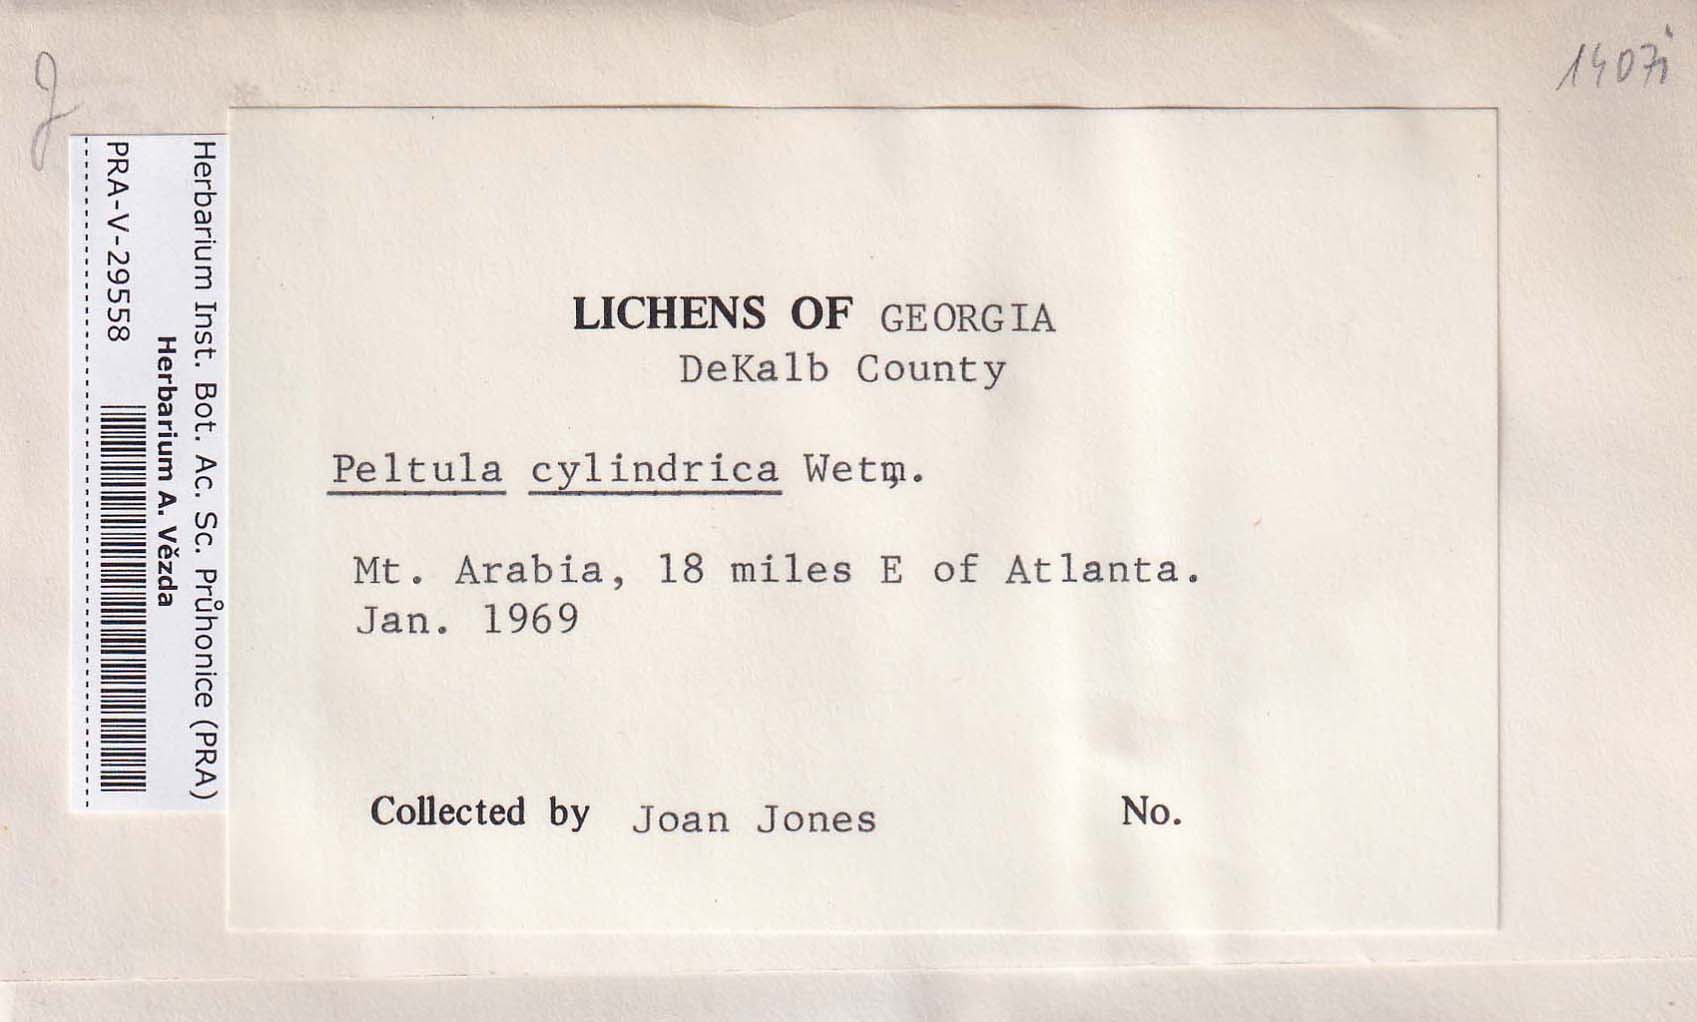 LICHENS OF GEORGIA
DeKalb County
Peltula cylindrica Wetm.
Mt. Arabia, 18 miles E of Atlanta.
Jan. 1969
Collected by Joan Jones No.
Herbarium Inst. Bot. Ac. Sc. Průhonice (PRA)
Herbarium A. Vězda
PRA-V-29558